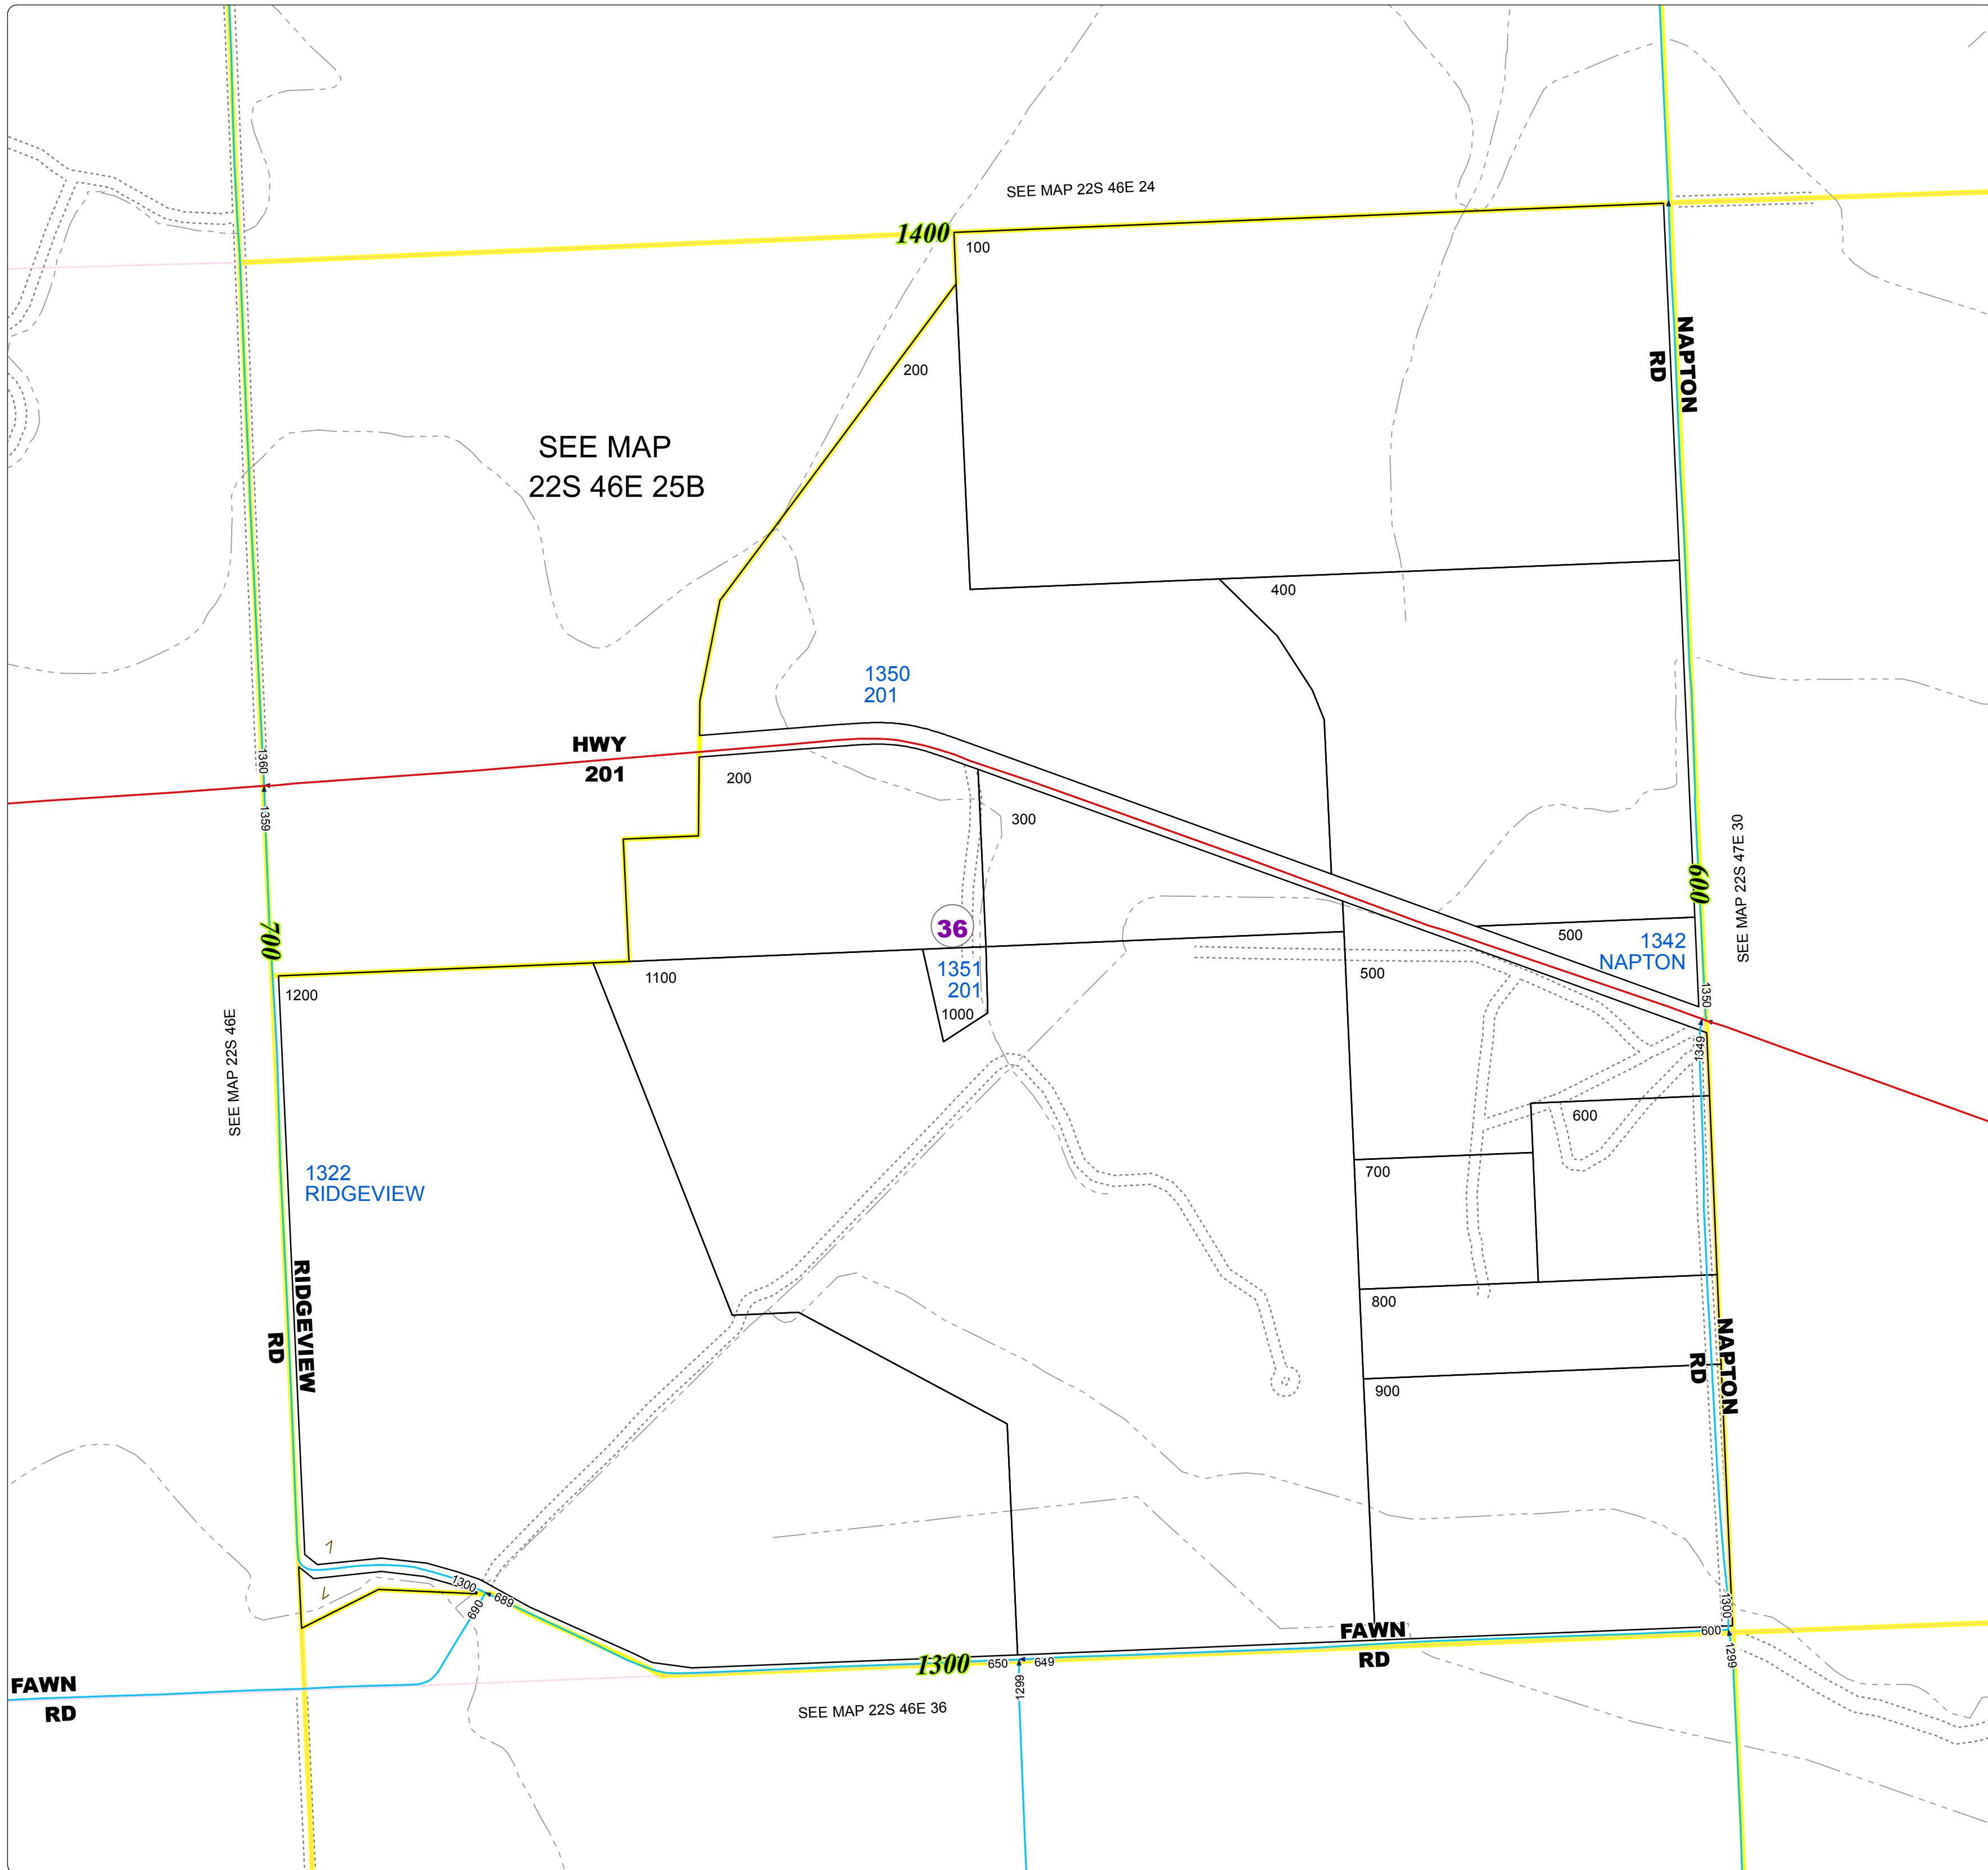 SEE MAP 22S 46E 24
1400
100
NAPTON
RD
200
SEE MAP
22S 46E 25B
400
1350
201
HWY
201
1360
1359
200
300
SEE MAP 22S 47E 30
600
700
36
500
1342
NAPTON
1100
1351
201
500
1200
1350
1000
1349
SEE MAP 22S 46E
600
700
1322
RIDGEVIEW
RIDGEVIEW
RD
800
NAPTON
RD
900
1300
689
690
1300
600
FAWN
RD
1300
650
649
1299
1299
FAWN
RD
SEE MAP 22S 46E 36